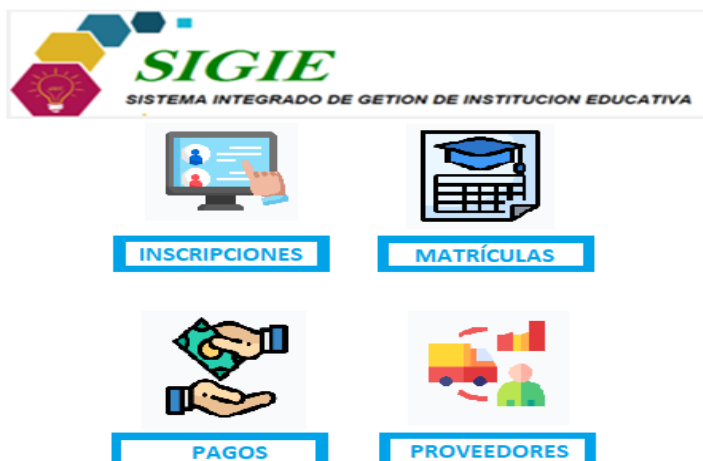 SIGIE
SISTEMA INTEGRADO DE GETION DE INSTITUCION EDUCATIVA
INSCRIPCIONES
MATRÍCULAS
PAGOS
PROVEEDORES